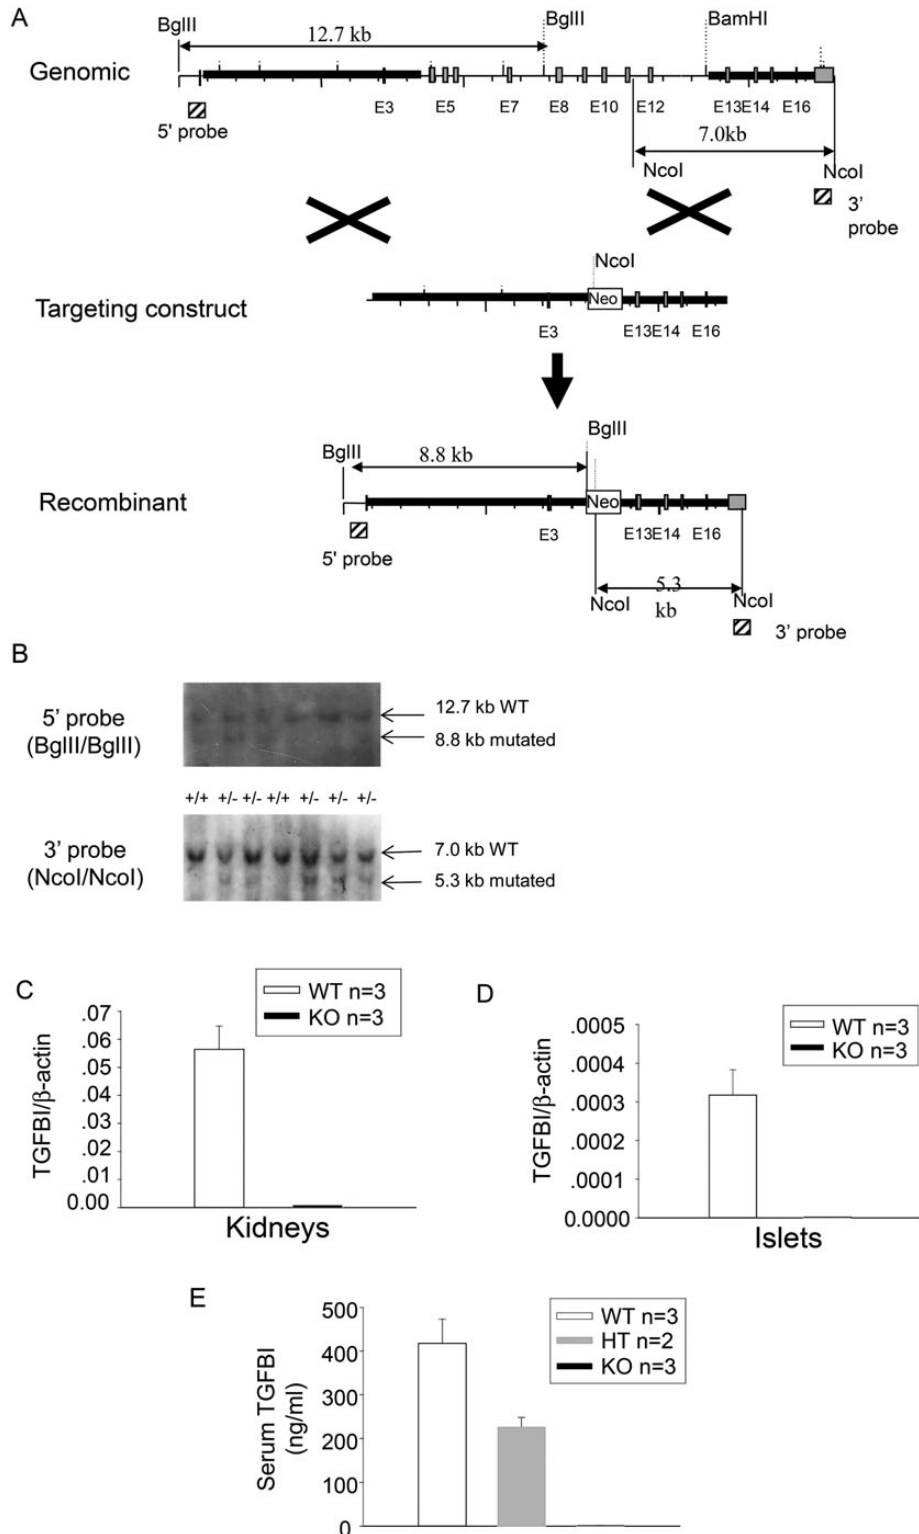 A
BglII
BglII
BamHI
12.7 kb
Genomic
E3
E5
E7
E8
E10
E12
E13E14
E16
5' probe
7.0kb
NcoI
NcoI
3' probe
NcoI
Neo
Targeting construct
E3
E13E14
E16
BglII
BglII
8.8 kb
Recombinant
Neo
E3
E13E14
E16
5' probe
5.3 kb
NcoI
NcoI
3' probe
B
5' probe
(BglII/BglII)
12.7 kb WT
8.8 kb mutated
+/+ +/- +/- +/+ +/- +/- +/-
3' probe
(NcoI/NcoI)
7.0 kb WT
5.3 kb mutated
C
WT n=3
KO n=3
TGFBI/β-actin
.07
.06
.05
.04
.03
.02
.01
0.00
Kidneys
D
WT n=3
KO n=3
TGFBI/β-actin
.0005
.0004
.0003
.0002
.0001
0.0000
Islets
E
WT n=3
HT n=2
KO n=3
Serum TGFBI
(ng/ml)
500
400
300
200
100
0